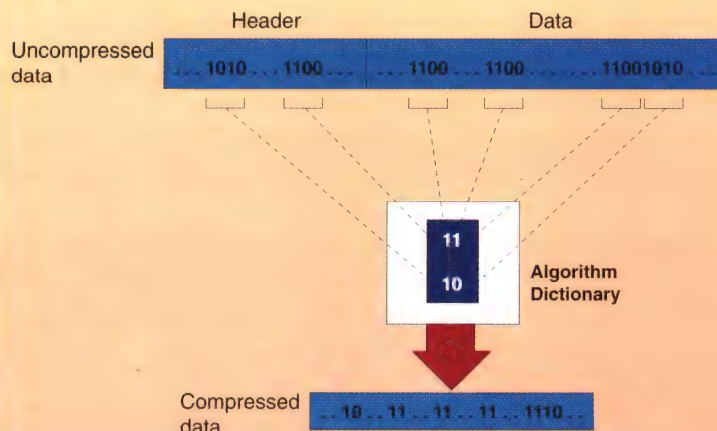 Header Data
Uncompressed
data
... 1010 ... 1100 ... ... 1100 ... 1100 ... 11001010 ...
11
10
Algorithm
Dictionary
Compressed
data
.. 10 .. 11 .. 11 .. 11 .. 1110 ..